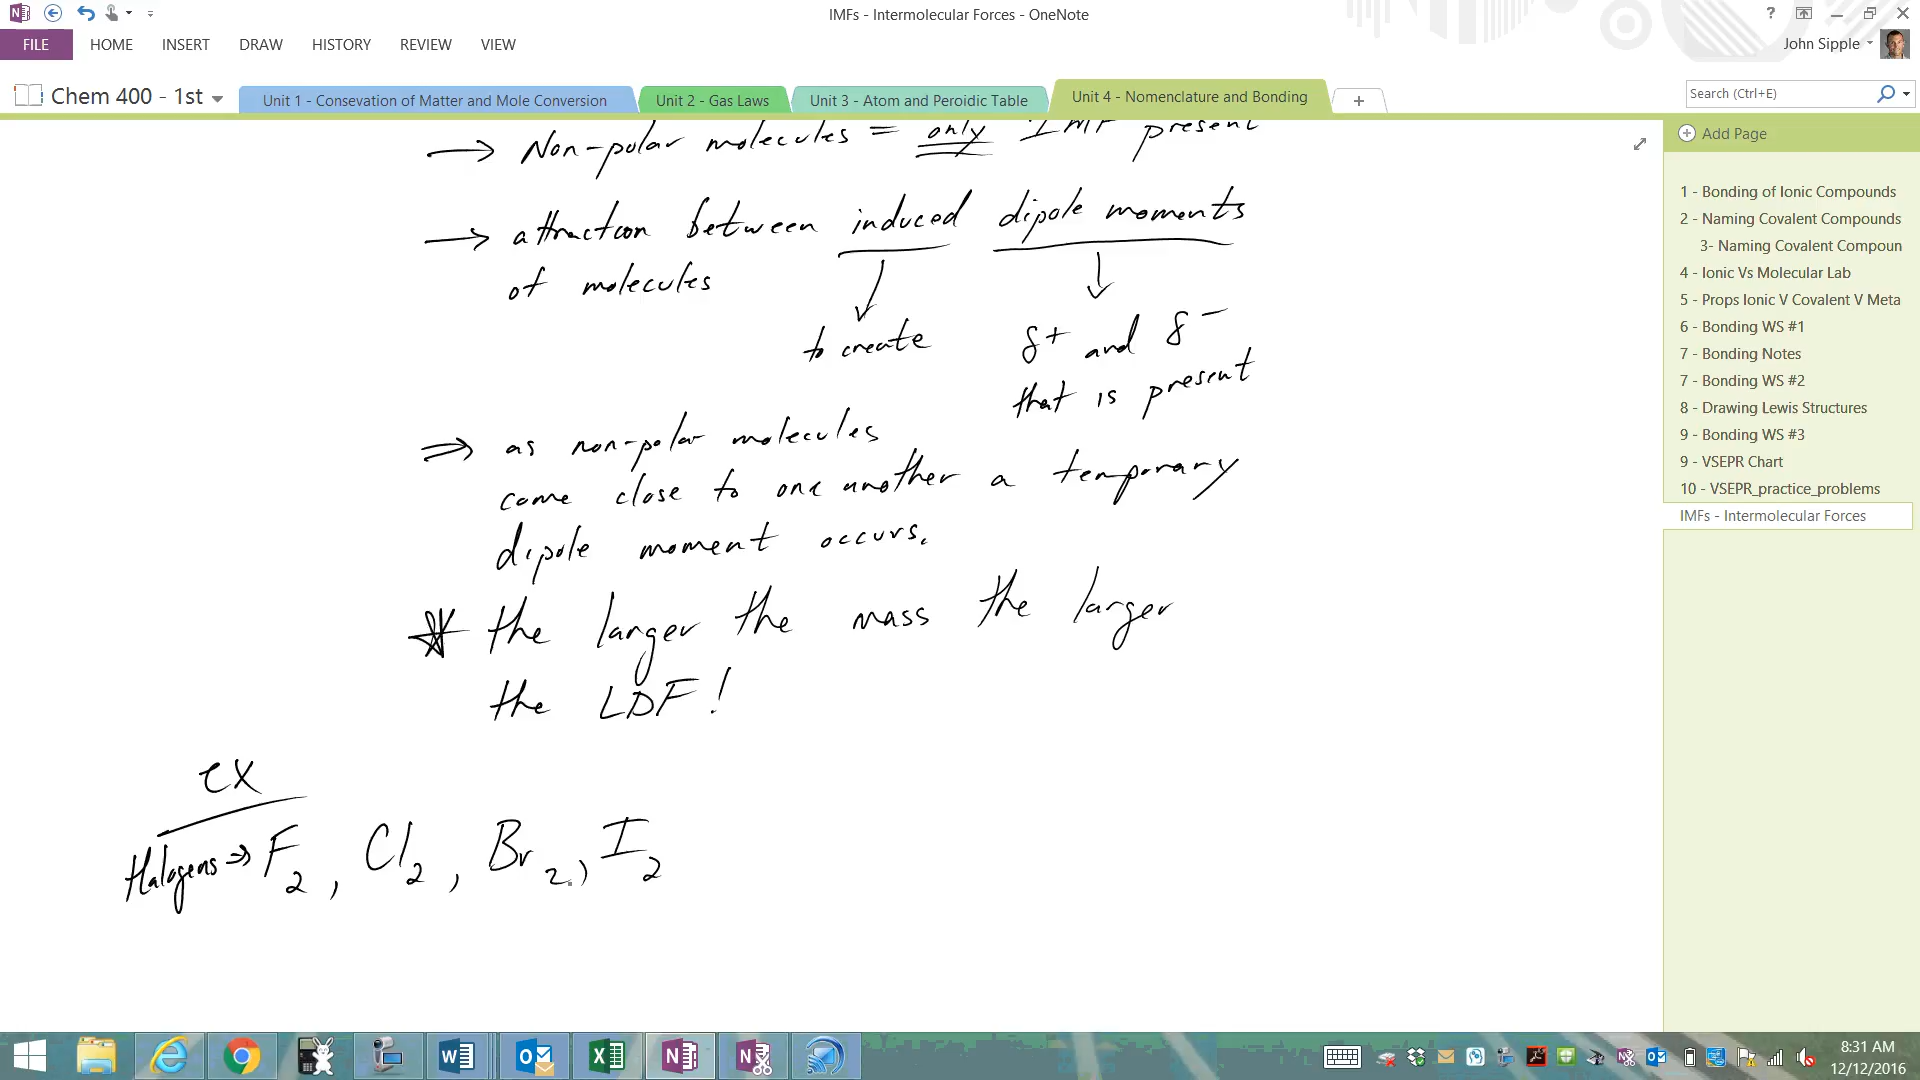 IMFs - Intermolecular Forces - OneNote
FILE HOME INSERT DRAW HISTORY REVIEW VIEW
John Sipple
Chem 400 - 1st
Unit 1 - Consevation of Matter and Mole Conversion
Unit 2 - Gas Laws
Unit 3 - Atom and Peroidic Table
Unit 4 - Nomenclature and Bonding
Search (Ctrl+E)
→ Non-polar molecules = only IMF present
→ attraction between induced dipole moments
of molecules
to create
δ+ and δ-
that is present
⇒ as non-polar molecules
come close to one another a temporary
dipole moment occurs.
* the larger the mass the larger
the LDF!
ex
Halogens ⇒ F2, Cl2, Br2, I2
Add Page
1 - Bonding of Ionic Compounds
2 - Naming Covalent Compounds
3- Naming Covalent Compoun
4 - Ionic Vs Molecular Lab
5 - Props Ionic V Covalent V Meta
6 - Bonding WS #1
7 - Bonding Notes
7 - Bonding WS #2
8 - Drawing Lewis Structures
9 - Bonding WS #3
9 - VSEPR Chart
10 - VSEPR_practice_problems
IMFs - Intermolecular Forces
8:31 AM
12/12/2016